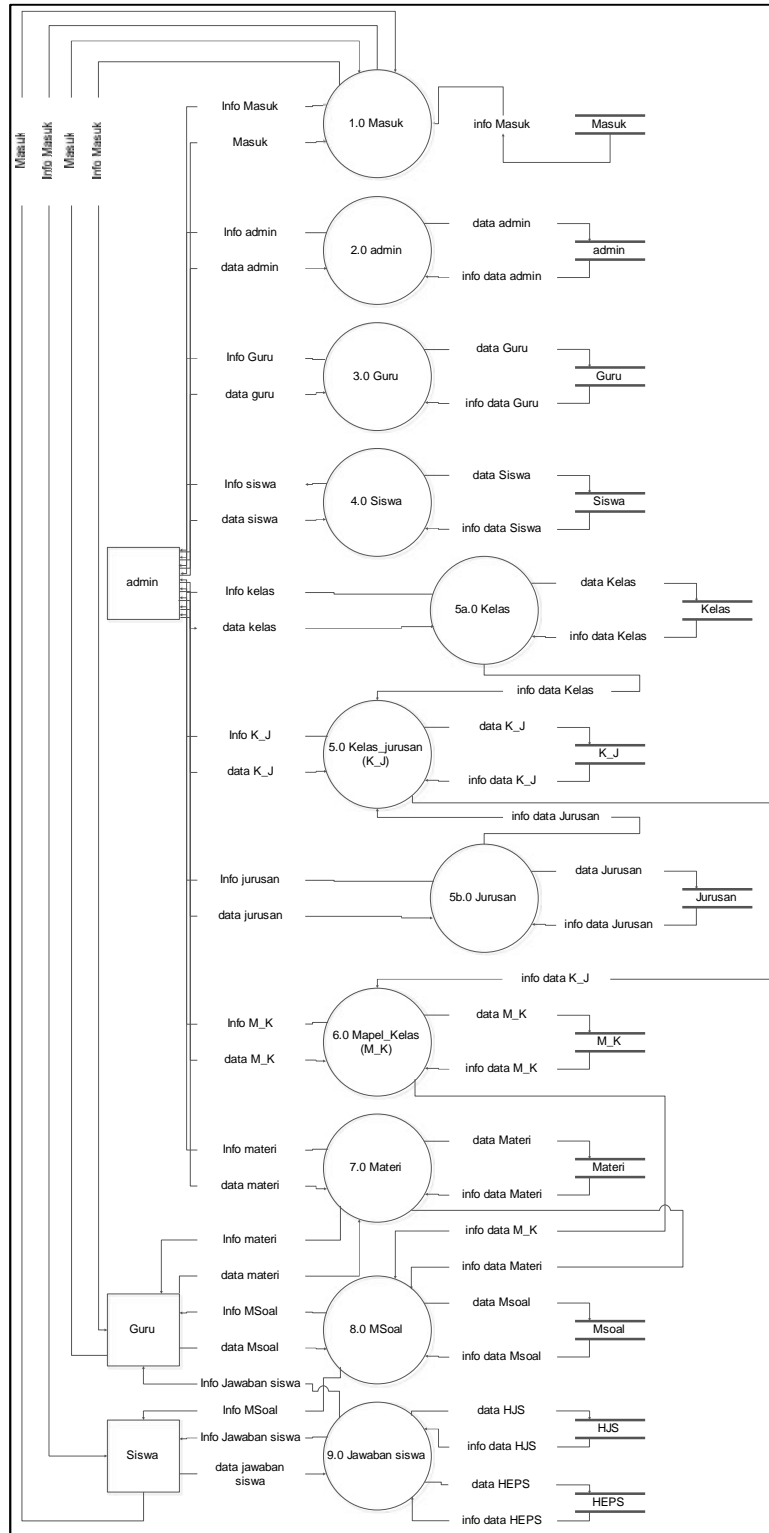 Masuk
Info Masuk
Masuk
Info Masuk
Info Masuk
Masuk
1.0 Masuk
info Masuk
Masuk
Info admin
data admin
2.0 admin
data admin
info data admin
admin
Info Guru
data guru
3.0 Guru
data Guru
info data Guru
Guru
Info siswa
data siswa
4.0 Siswa
data Siswa
info data Siswa
Siswa
admin
Info kelas
data kelas
5a.0 Kelas
data Kelas
info data Kelas
Kelas
info data Kelas
Info K_J
data K_J
5.0 Kelas_jurusan
(K_J)
data K_J
info data K_J
K_J
info data Jurusan
Info jurusan
data jurusan
5b.0 Jurusan
data Jurusan
info data Jurusan
Jurusan
info data K_J
Info M_K
data M_K
6.0 Mapel_Kelas
(M_K)
data M_K
info data M_K
M_K
Info materi
data materi
7.0 Materi
data Materi
info data Materi
Materi
info data M_K
info data Materi
Info materi
data materi
Guru
Info MSoal
data Msoal
8.0 MSoal
data Msoal
info data Msoal
Msoal
Info Jawaban siswa
Info MSoal
Siswa
Info Jawaban siswa
data jawaban
siswa
9.0 Jawaban siswa
data HJS
info data HJS
HJS
data HEPS
info data HEPS
HEPS